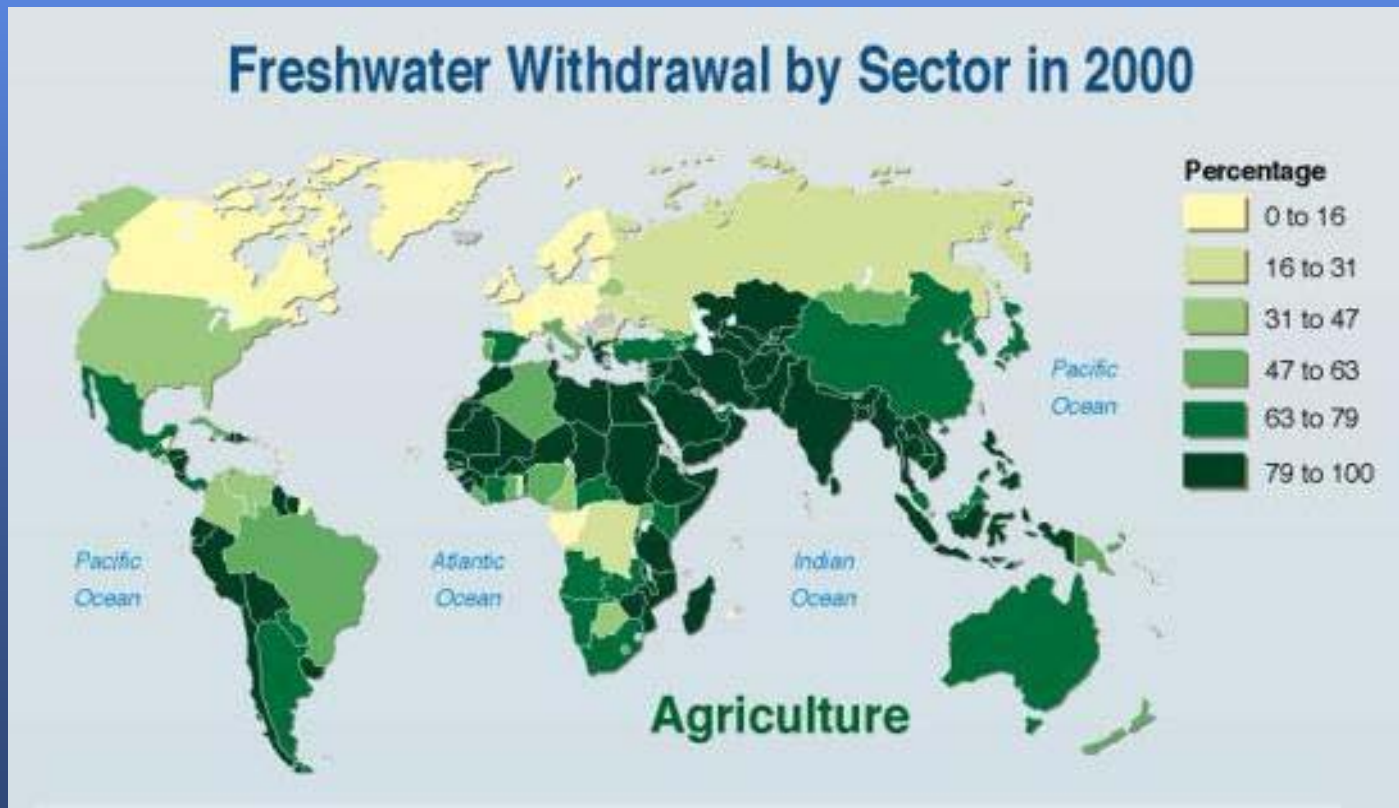 Freshwater Withdrawal by Sector in 2000
Percentage
0 to 16
16 to 31
31 to 47
47 to 63
63 to 79
79 to 100
Pacific
Ocean
Pacific
Ocean
Atlantic
Ocean
Indian
Ocean
Agriculture